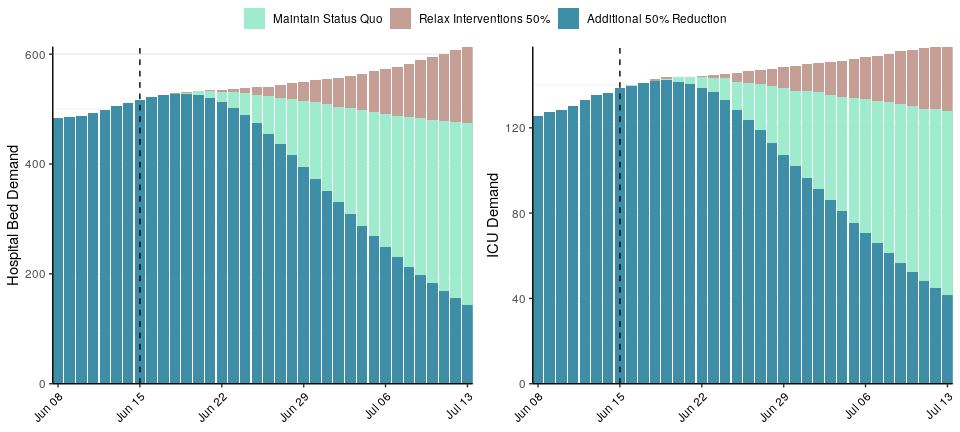 Maintain Status Quo Relax Interventions 50% Additional 50% Reduction
Hospital Bed Demand
600
400
200
0
Jun 08 Jun 15 Jun 22 Jun 29 Jul 06 Jul 13
ICU Demand
120
80
40
0
Jun 08 Jun 15 Jun 22 Jun 29 Jul 06 Jul 13